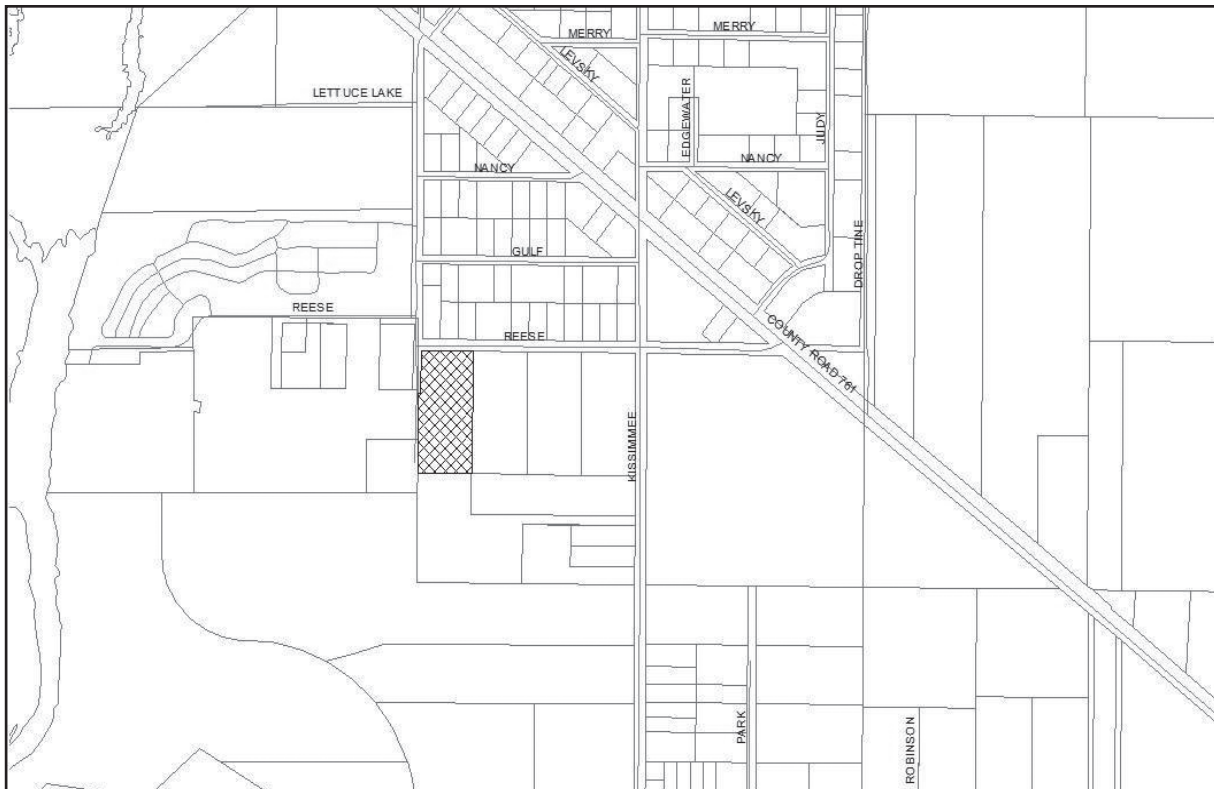 MERRY
MERRY
LEVSKY
LETTUCE LAKE
EDGEWATER
JUDY
NANCY
NANCY
LEVSKY
GULF
DROP TINE
REESE
REESE
COUNTY ROAD 761
KISSIMMEE
PARK
ROBINSON